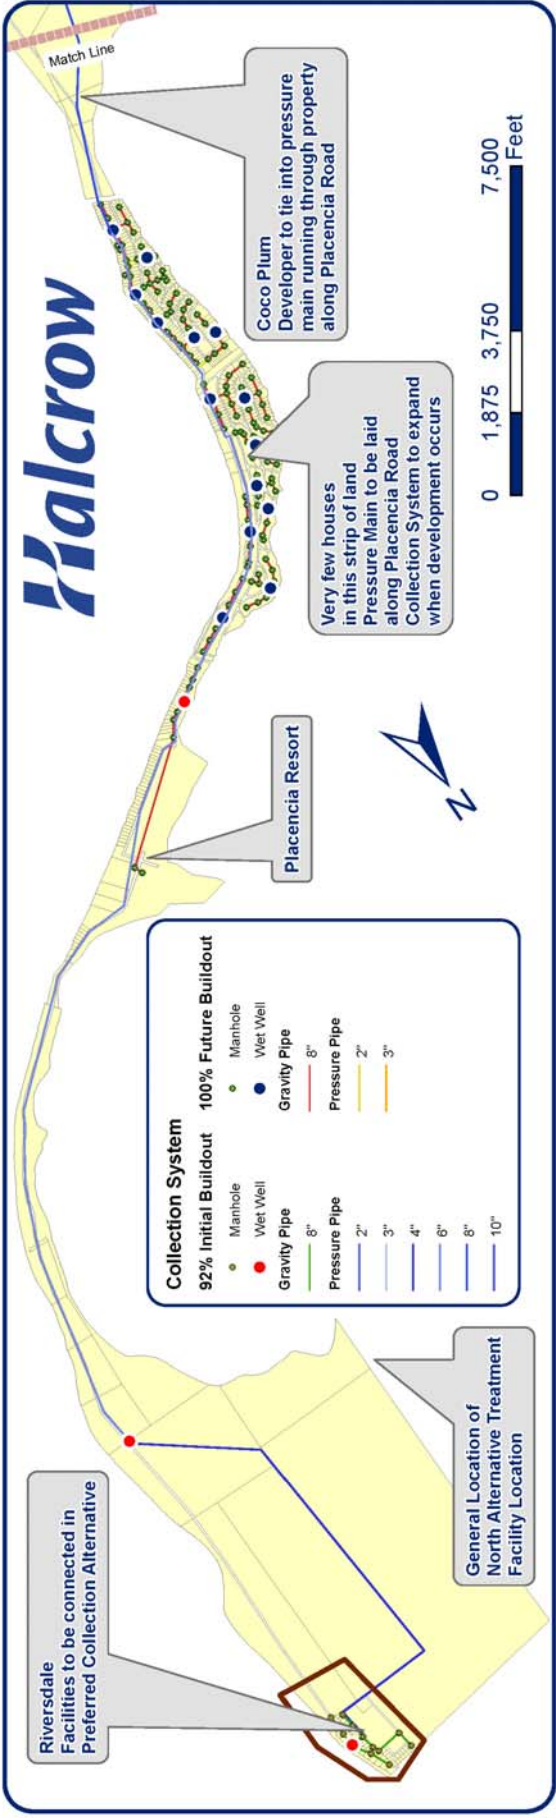 Halcrow
Match Line
Riversdale
Facilities to be connected in
Preferred Collection Alternative
Placencia Resort
Coco Plum
Developer to tie into pressure
main running through property
along Placencia Road
Very few houses
in this strip of land
Pressure Main to be laid
along Placencia Road
Collection System to expand
when development occurs
General Location of
North Alternative Treatment
Facility Location
Collection System
92% Initial Buildout
Manhole
Wet Well
Gravity Pipe
8"
Pressure Pipe
2"
3"
4"
6"
8"
10"
100% Future Buildout
Manhole
Wet Well
Gravity Pipe
8"
Pressure Pipe
2"
3"
N
0 1,875 3,750 7,500
Feet